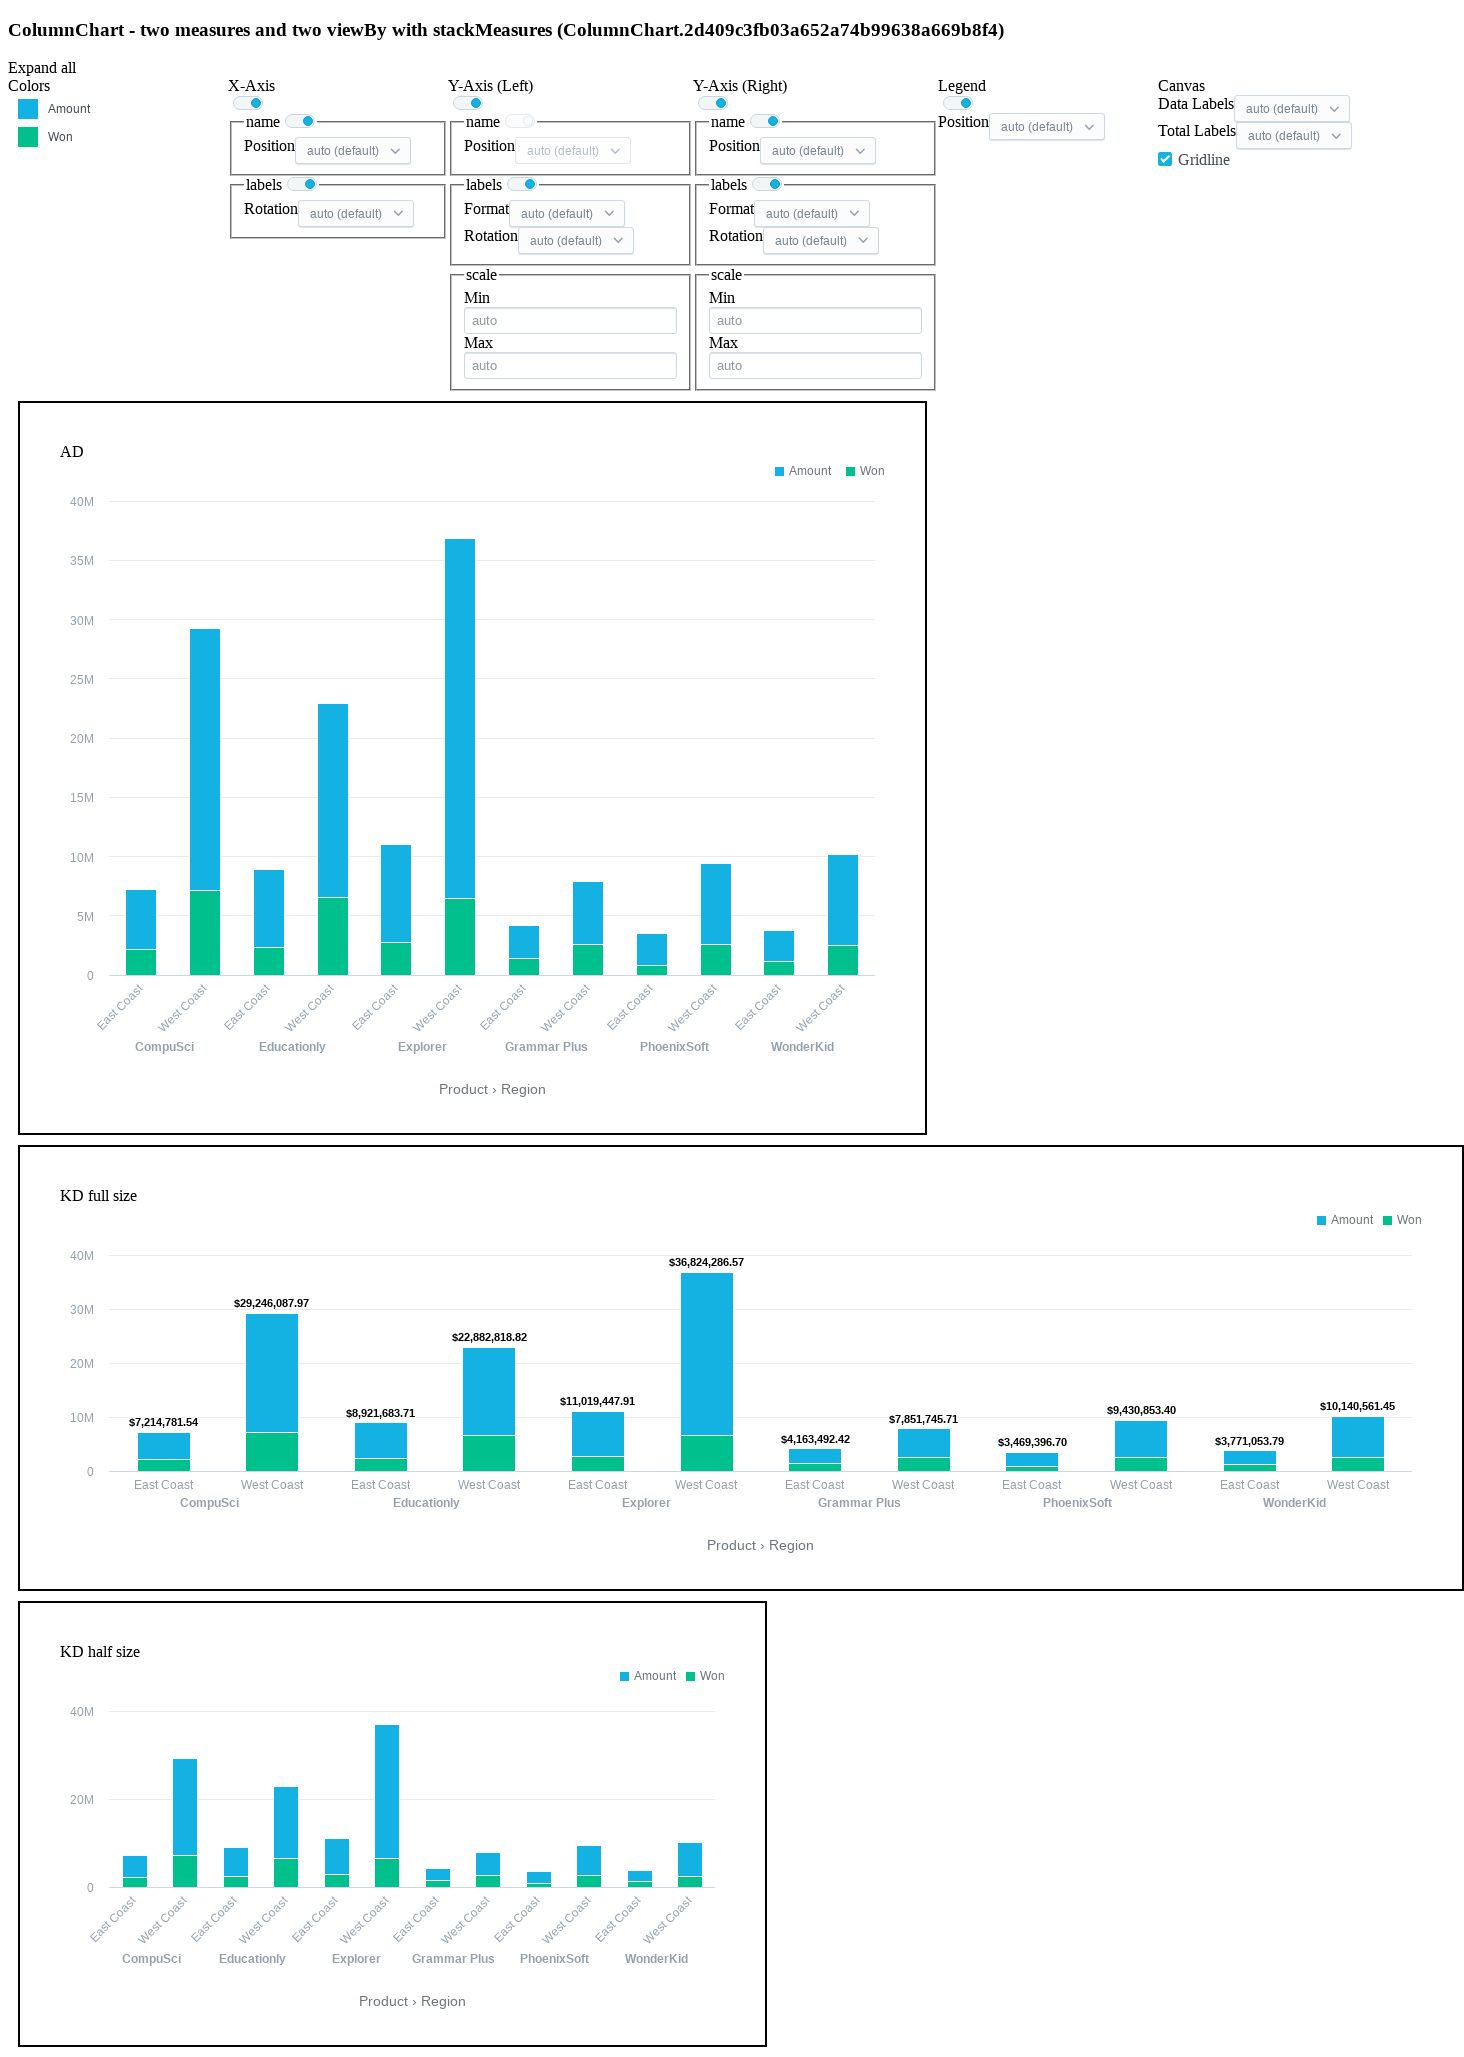 ColumnChart - two measures and two viewBy with stackMeasures (ColumnChart.2d409c3fb03a652a74b99638a669b8f4)
Expand all
Colors
Amount
Won
X-Axis
name
Position auto (default)
labels
Rotation auto (default)
Y-Axis (Left)
name
Position auto (default)
labels
Format auto (default)
Rotation auto (default)
scale
Min
auto
Max
auto
Y-Axis (Right)
name
Position auto (default)
labels
Format auto (default)
Rotation auto (default)
scale
Min
auto
Max
auto
Legend
Position auto (default)
Canvas
Data Labels auto (default)
Total Labels auto (default)
Gridline
AD
Amount Won
40M
35M
30M
25M
20M
15M
10M
5M
0
East Coast West Coast East Coast West Coast East Coast West Coast East Coast West Coast East Coast West Coast East Coast West Coast
CompuSci Educationly Explorer Grammar Plus PhoenixSoft WonderKid
Product › Region
KD full size
Amount Won
40M
30M
20M
10M
0
$7,214,781.54 $29,246,087.97 $8,921,683.71 $22,882,818.82 $11,019,447.91 $36,824,286.57 $4,163,492.42 $7,851,745.71 $3,469,396.70 $9,430,853.40 $3,771,053.79 $10,140,561.45
East Coast West Coast East Coast West Coast East Coast West Coast East Coast West Coast East Coast West Coast East Coast West Coast
CompuSci Educationly Explorer Grammar Plus PhoenixSoft WonderKid
Product › Region
KD half size
Amount Won
40M
20M
0
East Coast West Coast East Coast West Coast East Coast West Coast East Coast West Coast East Coast West Coast East Coast West Coast
CompuSci Educationly Explorer Grammar Plus PhoenixSoft WonderKid
Product › Region